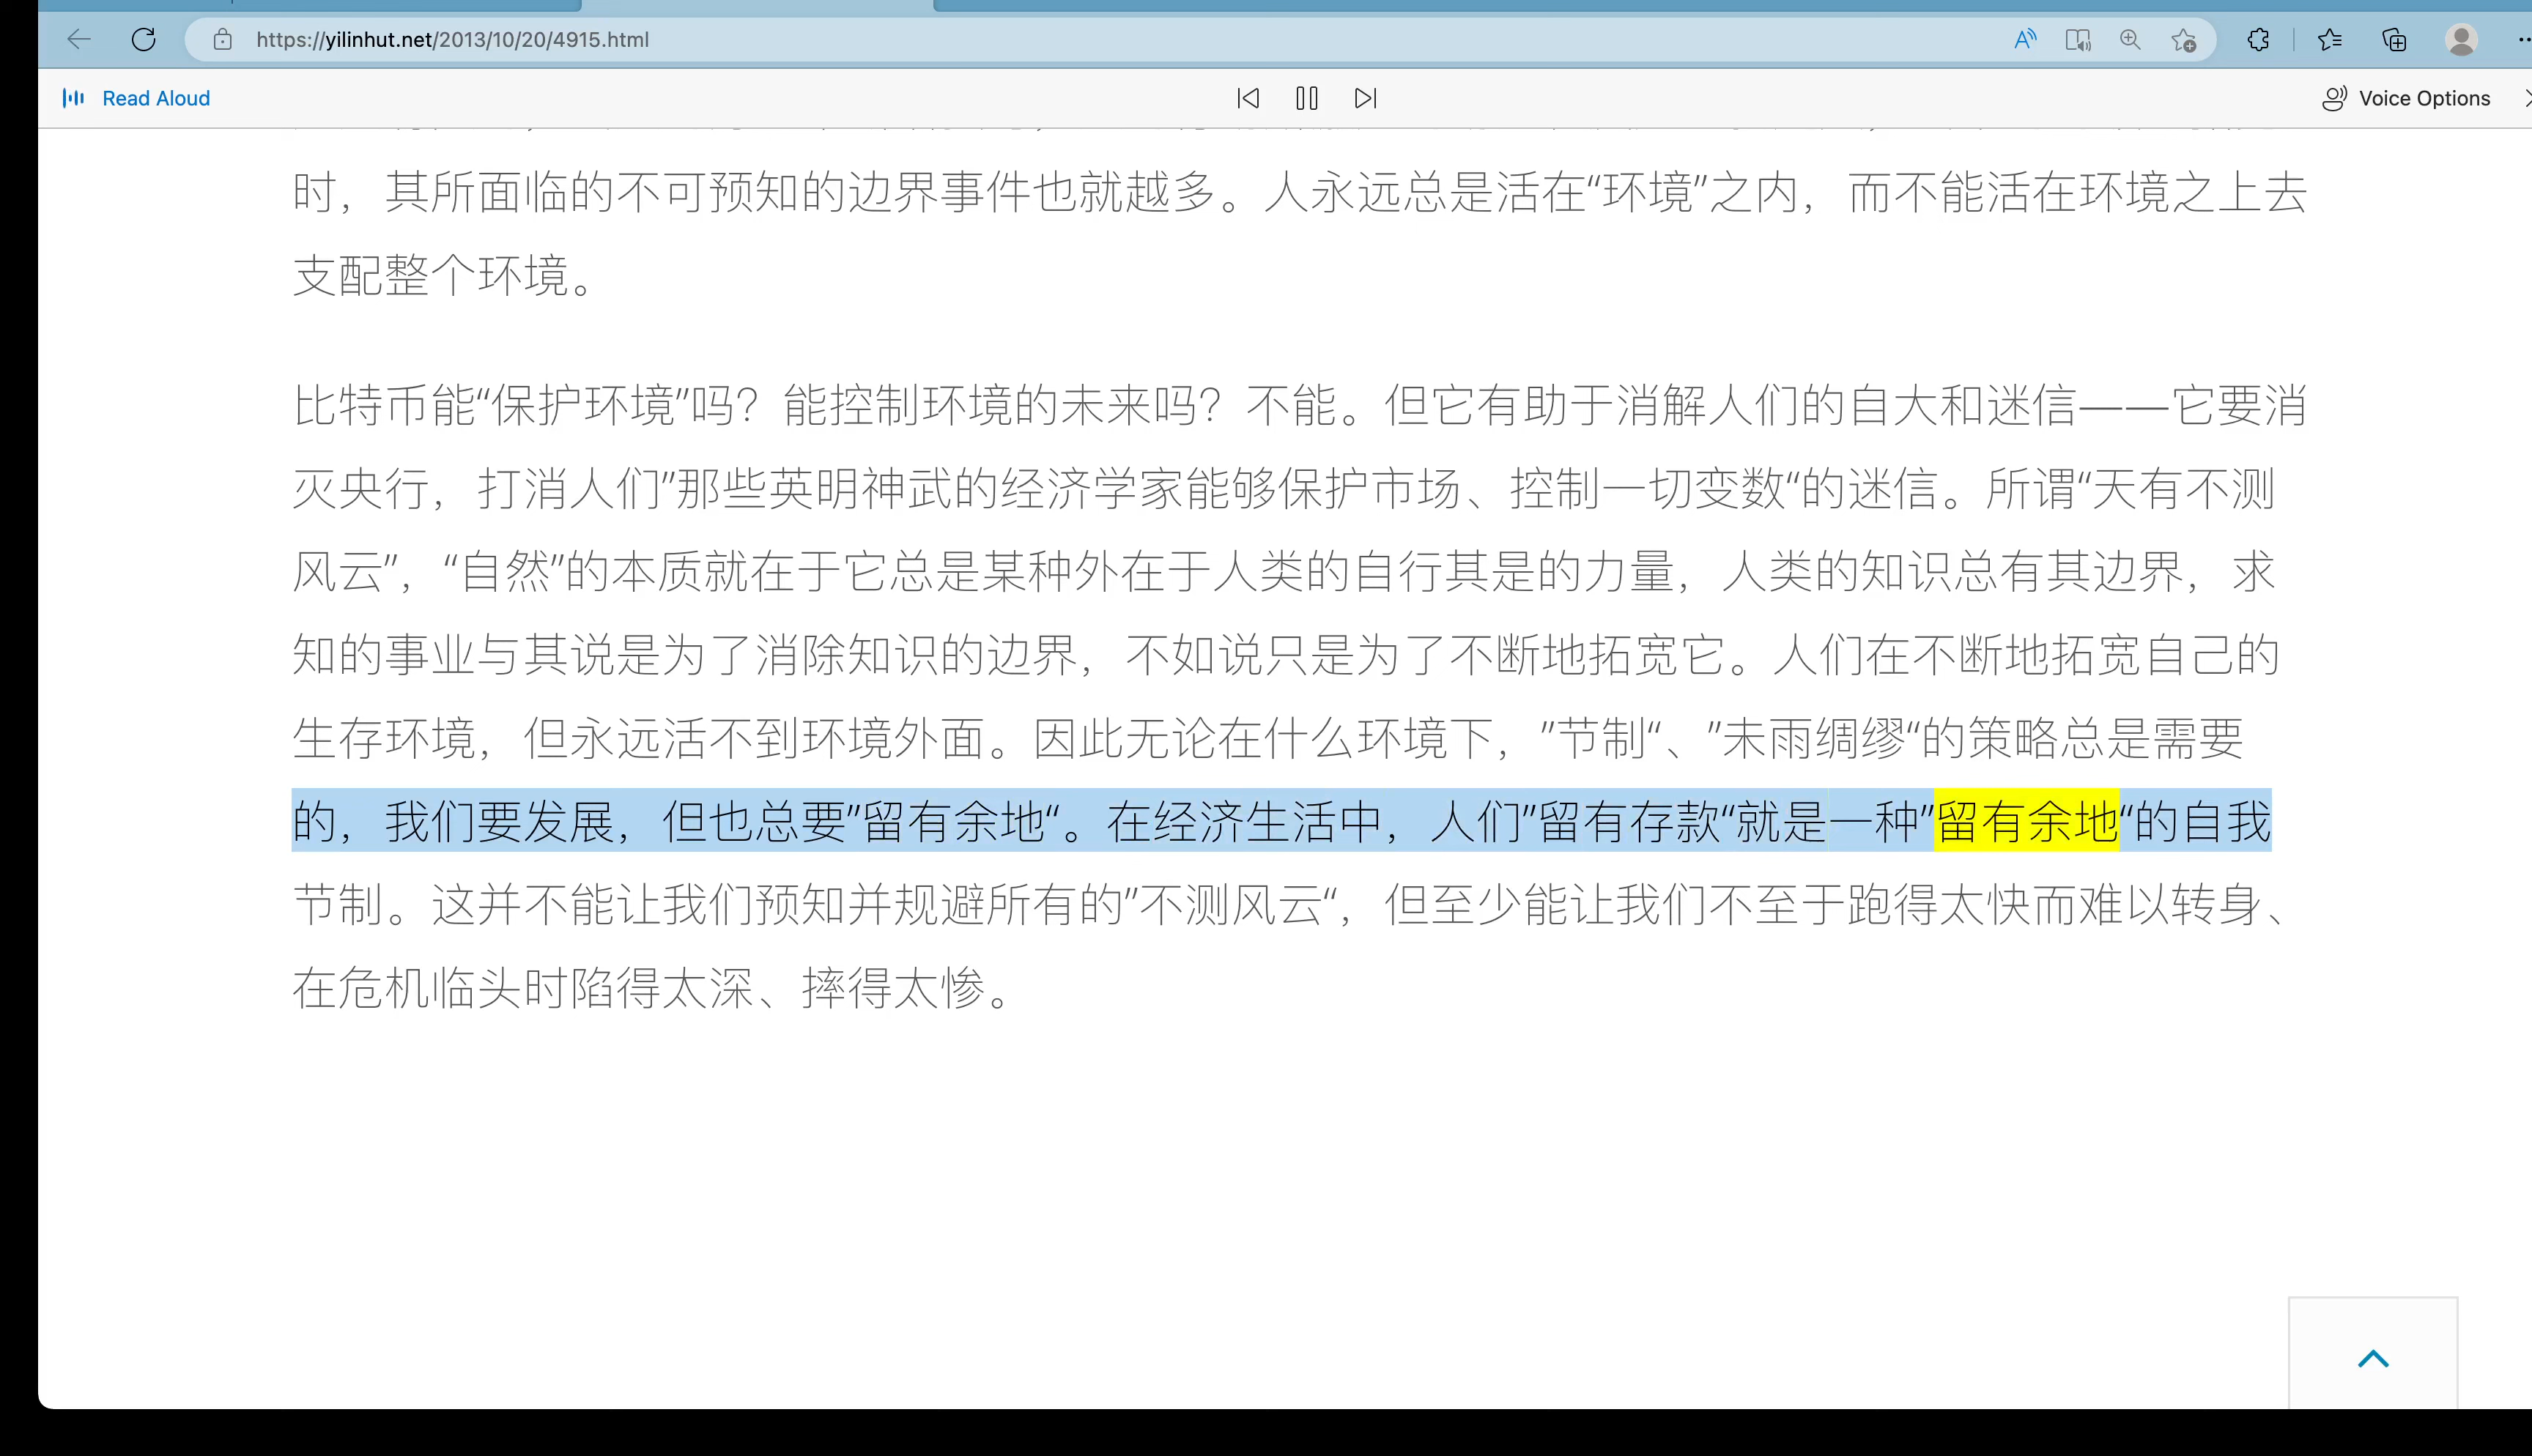 https://yilinhut.net/2013/10/20/4915.html
Read Aloud
Voice Options
时，其所面临的不可预知的边界事件也就越多。人永远总是活在“环境”之内，而不能活在环境之上去
支配整个环境。
比特币能“保护环境”吗？能控制环境的未来吗？不能。但它有助于消解人们的自大和迷信——它要消
灭央行，打消人们”那些英明神武的经济学家能够保护市场、控制一切变数“的迷信。所谓“天有不测
风云”，“自然”的本质就在于它总是某种外在于人类的自行其是的力量，人类的知识总有其边界，求
知的事业与其说是为了消除知识的边界，不如说只是为了不断地拓宽它。人们在不断地拓宽自己的
生存环境，但永远活不到环境外面。因此无论在什么环境下，”节制“、”未雨绸缪“的策略总是需要
的，我们要发展，但也总要”留有余地“。在经济生活中，人们”留有存款“就是一种”留有余地“的自我
节制。这并不能让我们预知并规避所有的”不测风云“，但至少能让我们不至于跑得太快而难以转身、
在危机临头时陷得太深、摔得太惨。